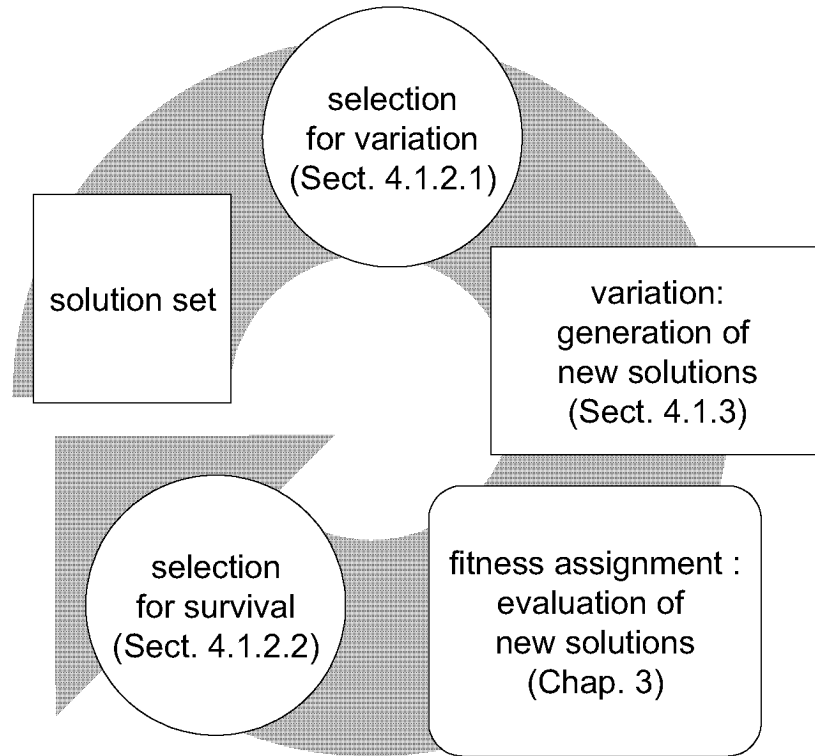 selection
for variation
(Sect. 4.1.2.1)
solution set
variation:
generation of
new solutions
(Sect. 4.1.3)
fitness assignment :
evaluation of
new solutions
(Chap. 3)
selection
for survival
(Sect. 4.1.2.2)